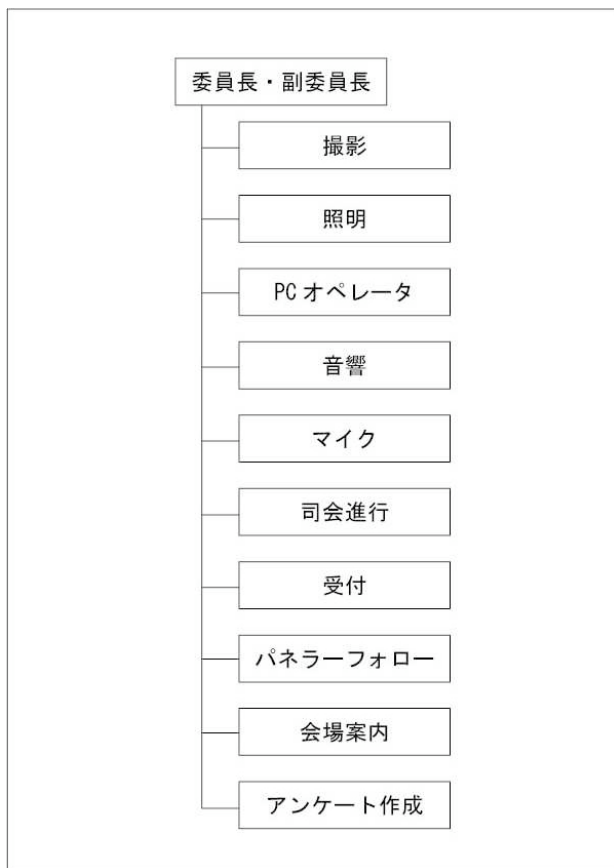 委員長・副委員長
撮影
照明
PCオペレータ
音響
マイク
司会進行
受付
パネラーフォロー
会場案内
アンケート作成